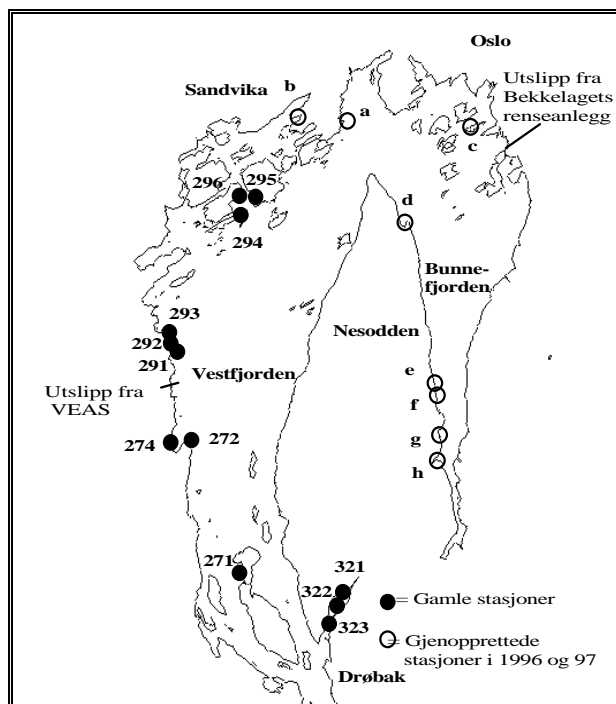 Oslo
Utslipp fra
Bekkelagets
renseanlegg
Sandvika
b
a
c
296
295
294
d
Bunne-
fjorden
293
292
291
Nesodden
Vestfjorden
Utslipp fra
VEAS
e
f
g
h
274
272
271
321
322
323
= Gamle stasjoner
= Gjenopprettede
stasjoner i 1996 og 97
Drøbak